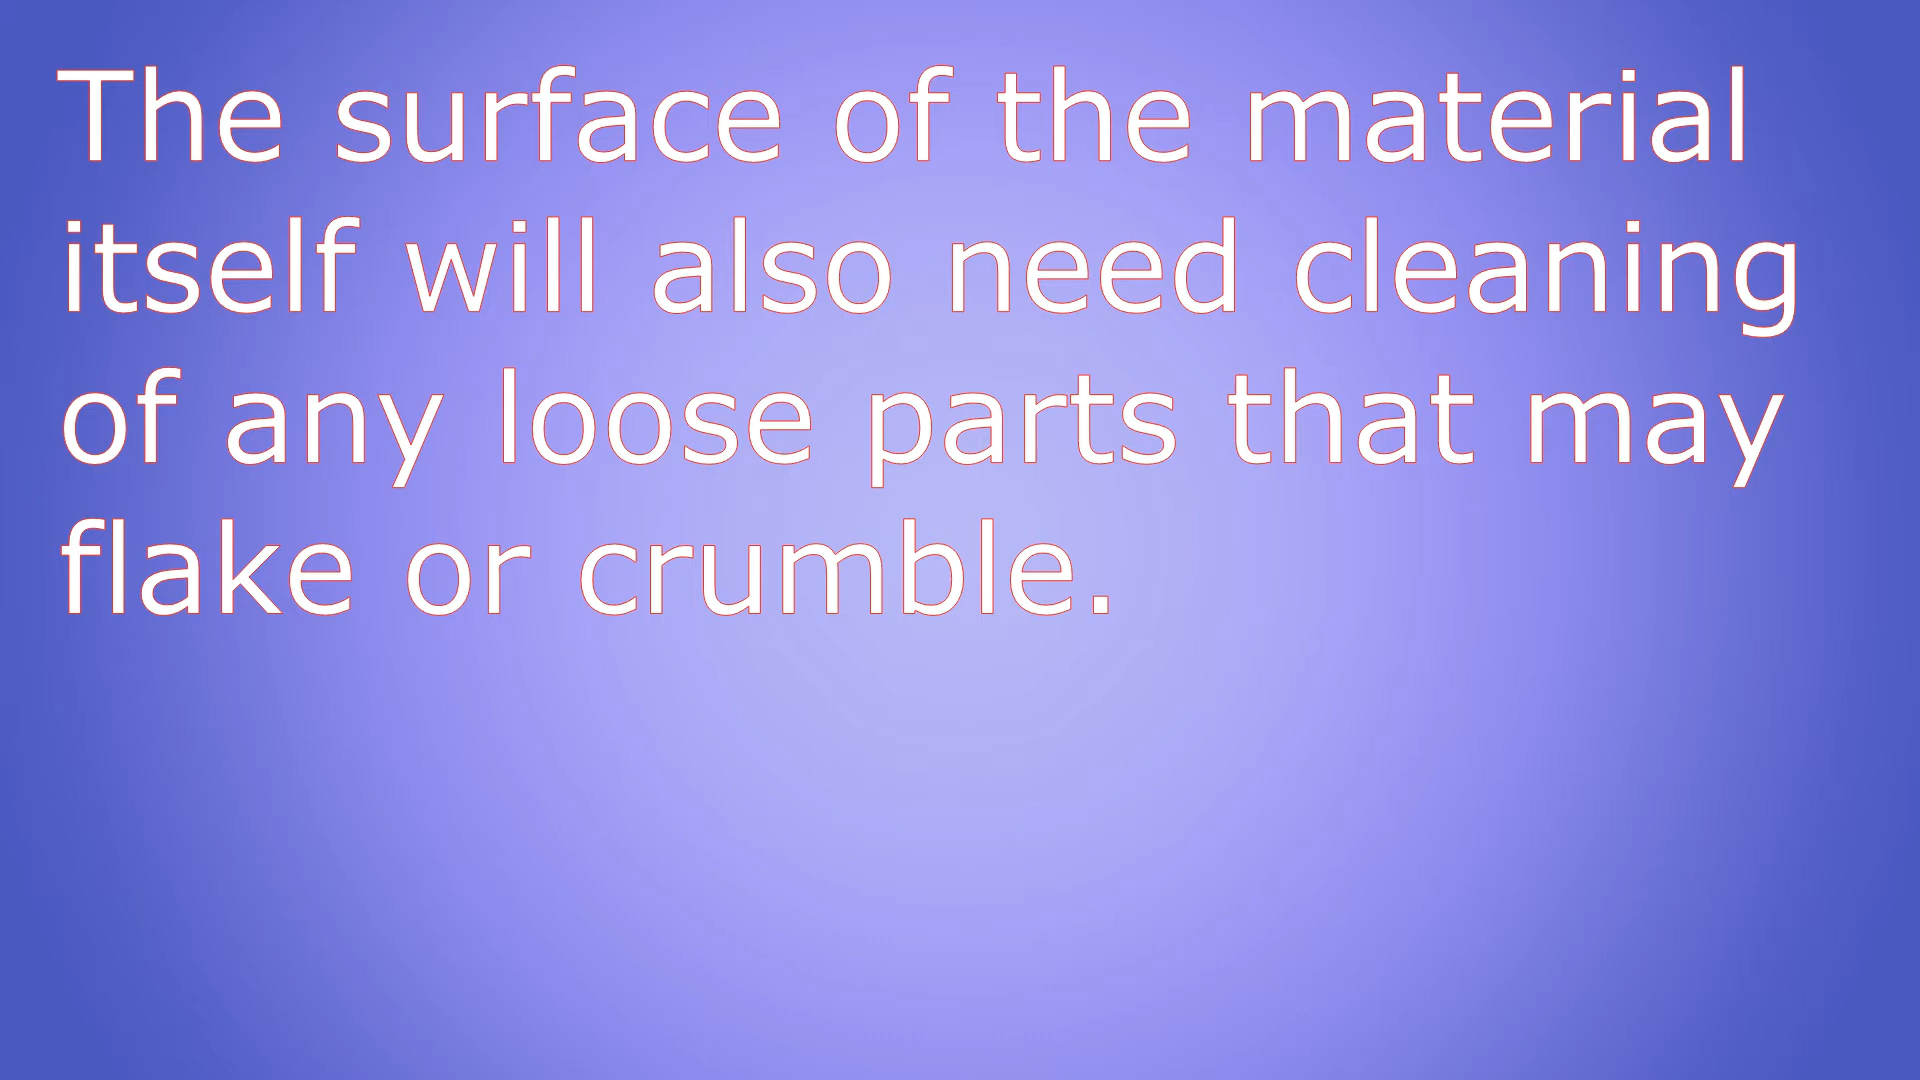 The surface of the material
itself will also need cleaning
of any loose parts that may
flake or crumble.